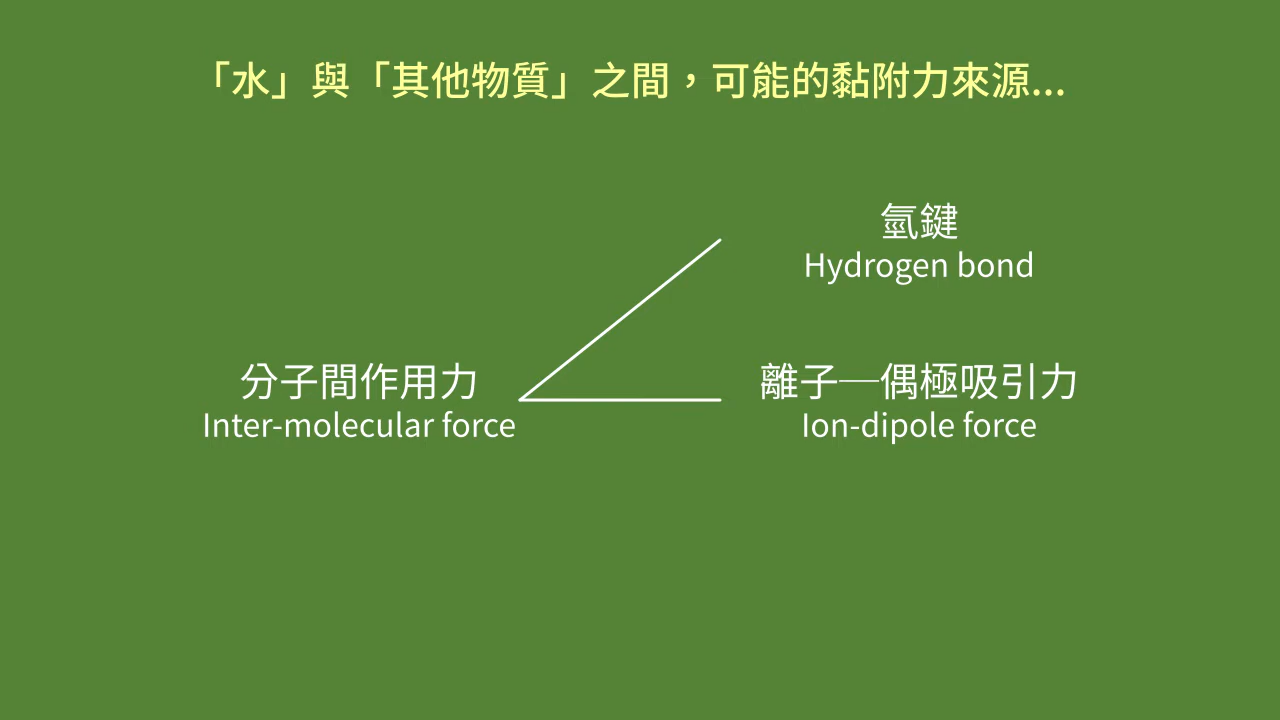 「水」與「其他物質」之間，可能的黏附力來源...
氫鍵
Hydrogen bond
分子間作用力
Inter-molecular force
離子─偶極吸引力
Ion-dipole force